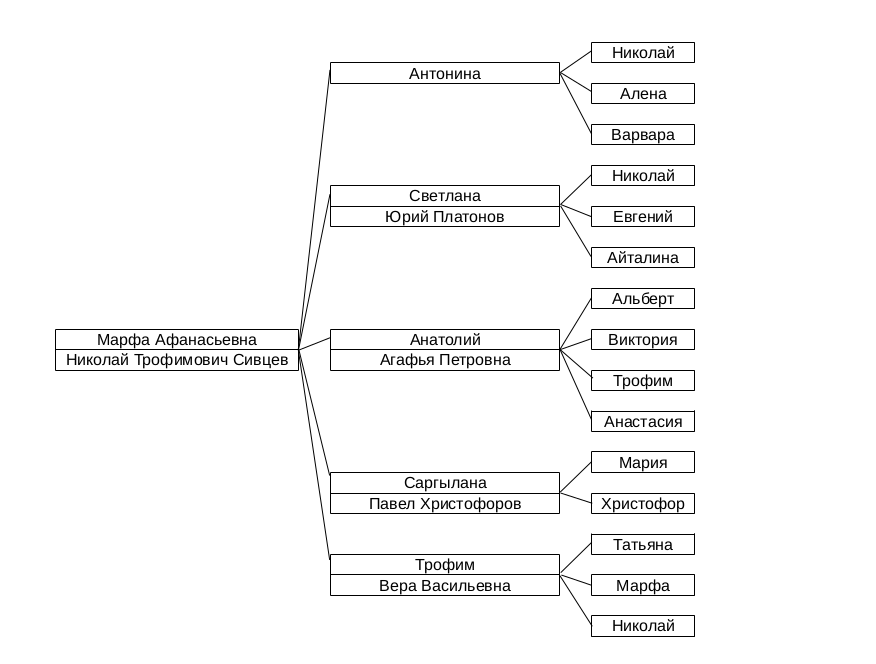 Марфа Афанасьевна
Николай Трофимович Сивцев
Антонина
Николай
Алена
Варвара
Светлана
Юрий Платонов
Николай
Евгений
Айталина
Анатолий
Агафья Петровна
Альберт
Виктория
Трофим
Анастасия
Саргылана
Павел Христофоров
Мария
Христофор
Трофим
Вера Васильевна
Татьяна
Марфа
Николай